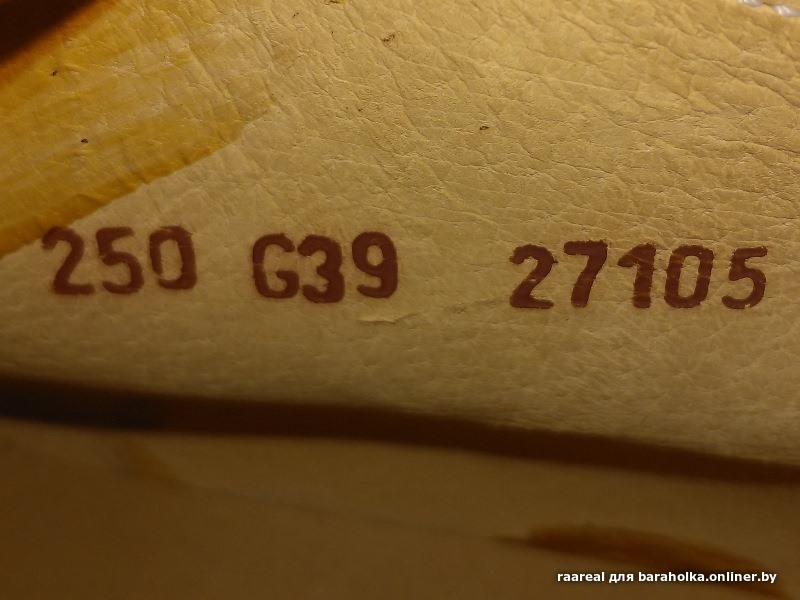 250 G39 27105
raareal для baraholka.onliner.by